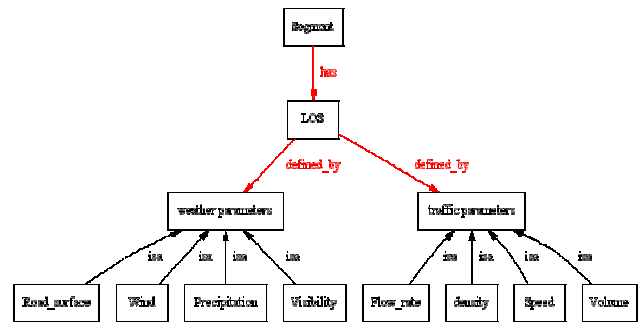 Segment
has
LOS
defined_by defined_by
weather parameters traffic parameters
isa isa isa isa isa isa isa isa
Road_surface Wind Precipitation Visibility Flow_rate density Speed Volume